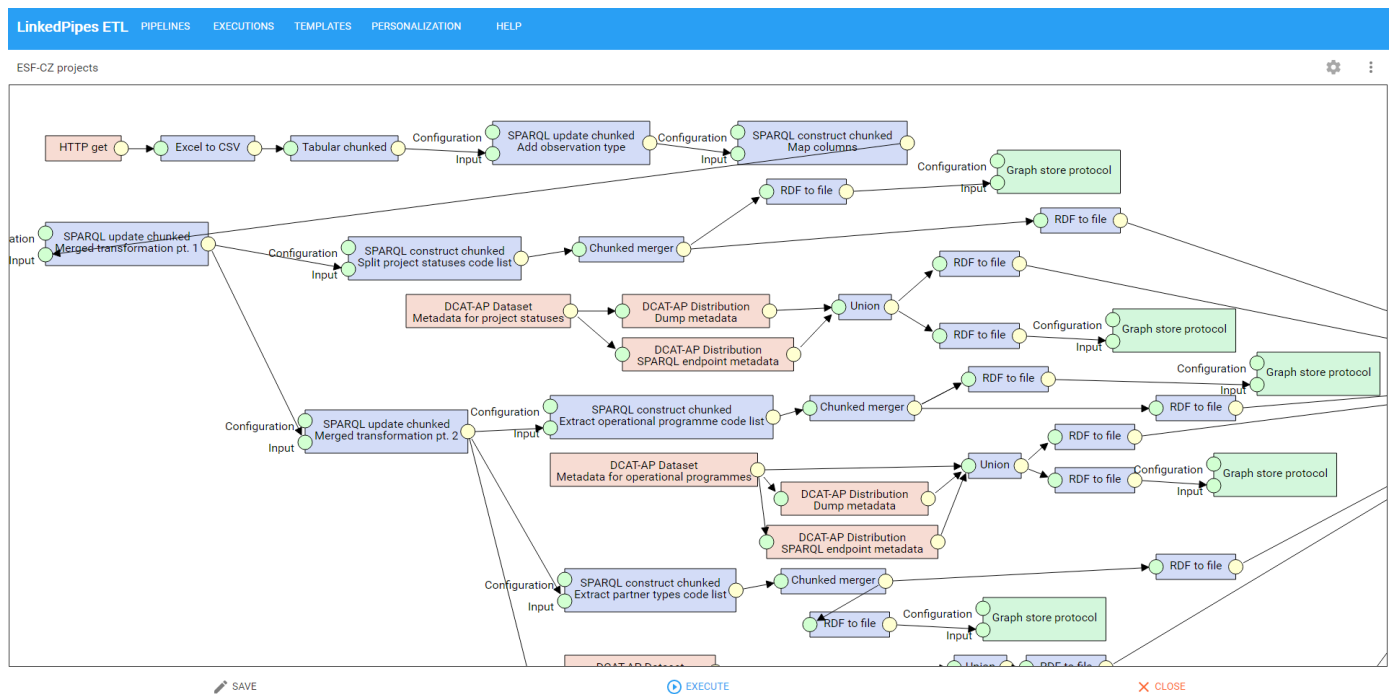 LinkedPipes ETL PIPELINES EXECUTIONS TEMPLATES PERSONALIZATION HELP
ESF-CZ projects
HTTP get
Excel to CSV
Tabular chunked
Configuration
Input
SPARQL update chunked
Add observation type
Configuration
Input
SPARQL construct chunked
Map columns
Configuration
Input
Graph store protocol
RDF to file
RDF to file
ation
Input
SPARQL update chunked
Merged transformation pt. 1
Configuration
Input
SPARQL construct chunked
Split project statuses code list
Chunked merger
RDF to file
DCAT-AP Dataset
Metadata for project statuses
DCAT-AP Distribution
Dump metadata
Union
DCAT-AP Distribution
SPARQL endpoint metadata
RDF to file
Configuration
Input
Graph store protocol
RDF to file
Configuration
Input
Graph store protocol
Configuration
Input
SPARQL update chunked
Merged transformation pt. 2
Configuration
Input
SPARQL construct chunked
Extract operational programme code list
Chunked merger
RDF to file
RDF to file
DCAT-AP Dataset
Metadata for operational programmes
Union
RDF to file
Configuration
Input
Graph store protocol
DCAT-AP Distribution
Dump metadata
DCAT-AP Distribution
SPARQL endpoint metadata
Configuration
Input
SPARQL construct chunked
Extract partner types code list
Chunked merger
RDF to file
RDF to file
Configuration
Input
Graph store protocol
DCAT-AP Dataset
Union
RDF to file
SAVE
EXECUTE
CLOSE